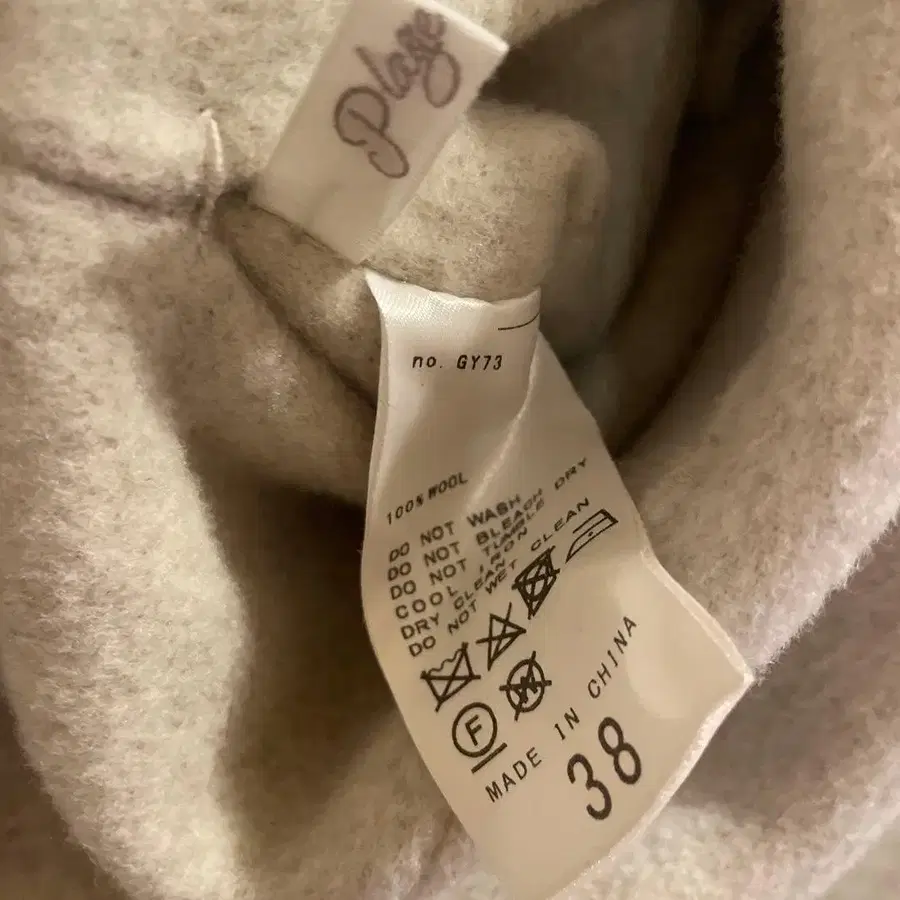 Plage
no. GY73
100% WOOL
DO NOT WASH
DO NOT BLEACH
DO NOT TUMBLE DRY
COOL IRON
DRY CLEAN
DO NOT WET CLEAN
F
W
MADE IN CHINA
38